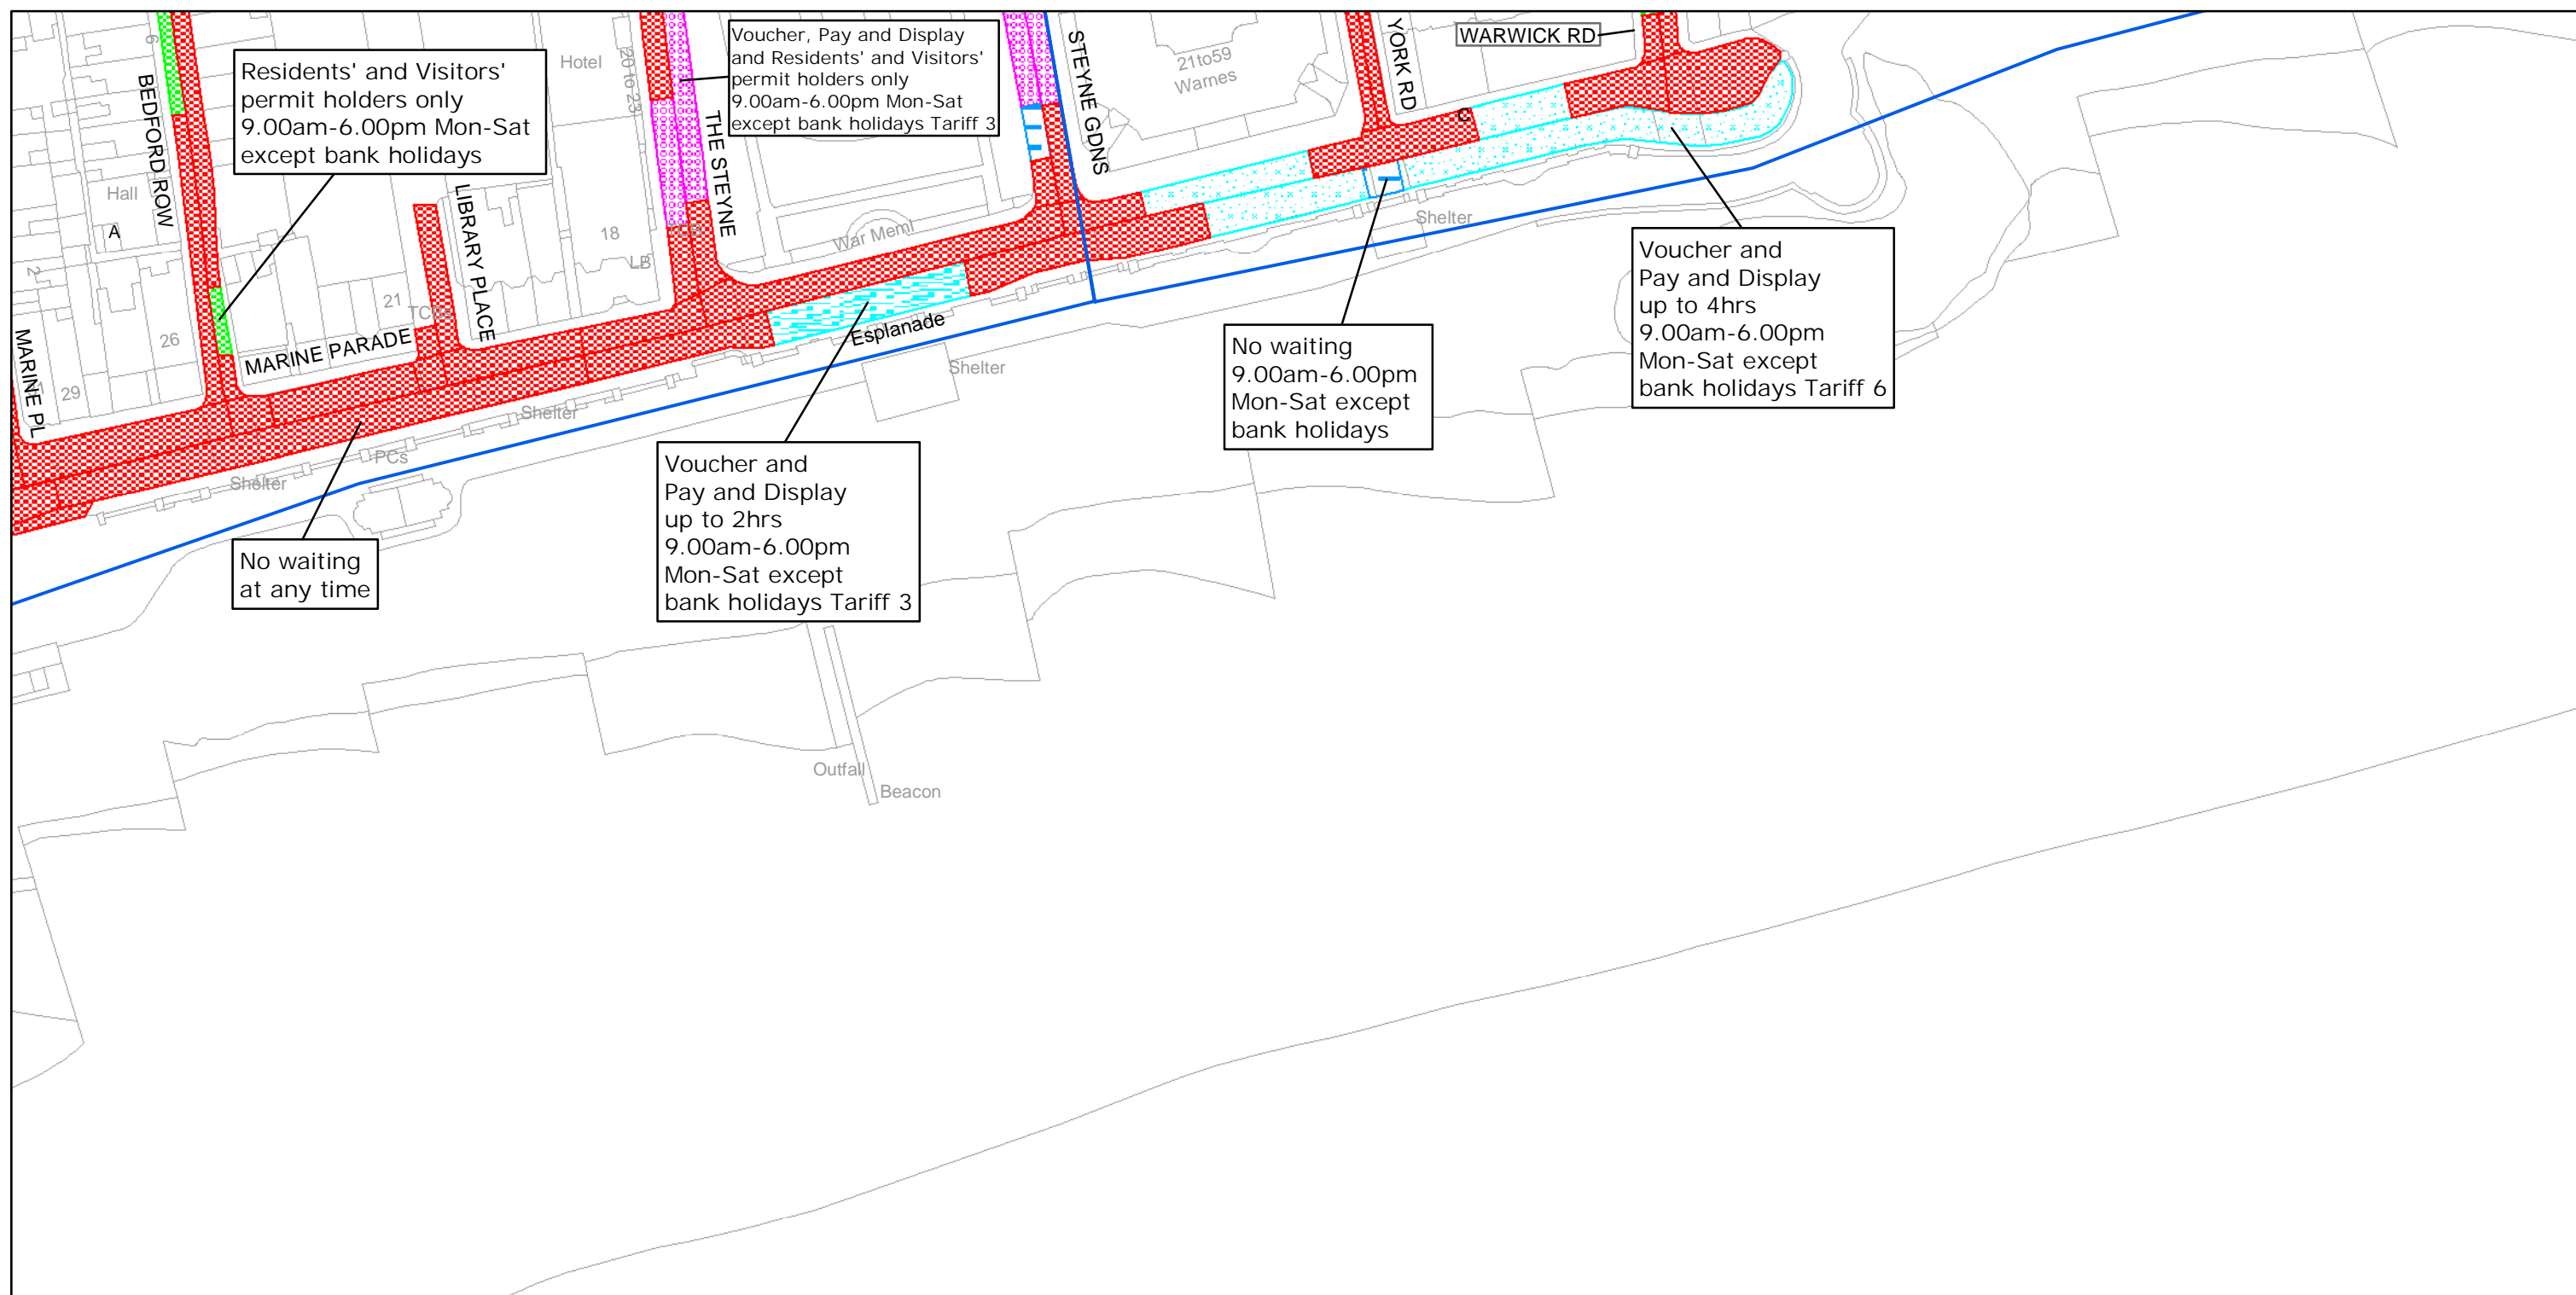 Residents' and Visitors'
permit holders only
9.00am-6.00pm Mon-Sat
except bank holidays
Voucher, Pay and Display
and Residents' and Visitors'
permit holders only
9.00am-6.00pm Mon-Sat
except bank holidays Tariff 3
WARWICK RD
6
BEDFORD ROW
Hotel
20 to 23
THE STEYNE
STEYNE GDNS
21to59
Warnes
YORK RD
C
Hall
A
2
LIBRARY PLACE
18
LB
War Meml
Shelter
26
21
MARINE PARADE
MARINE PL
29
Esplanade
Shelter
Shelter
PCs
Shelter
No waiting
at any time
Voucher and
Pay and Display
up to 2hrs
9.00am-6.00pm
Mon-Sat except
bank holidays Tariff 3
No waiting
9.00am-6.00pm
Mon-Sat except
bank holidays
Voucher and
Pay and Display
up to 4hrs
9.00am-6.00pm
Mon-Sat except
bank holidays Tariff 6
Outfall
Beacon